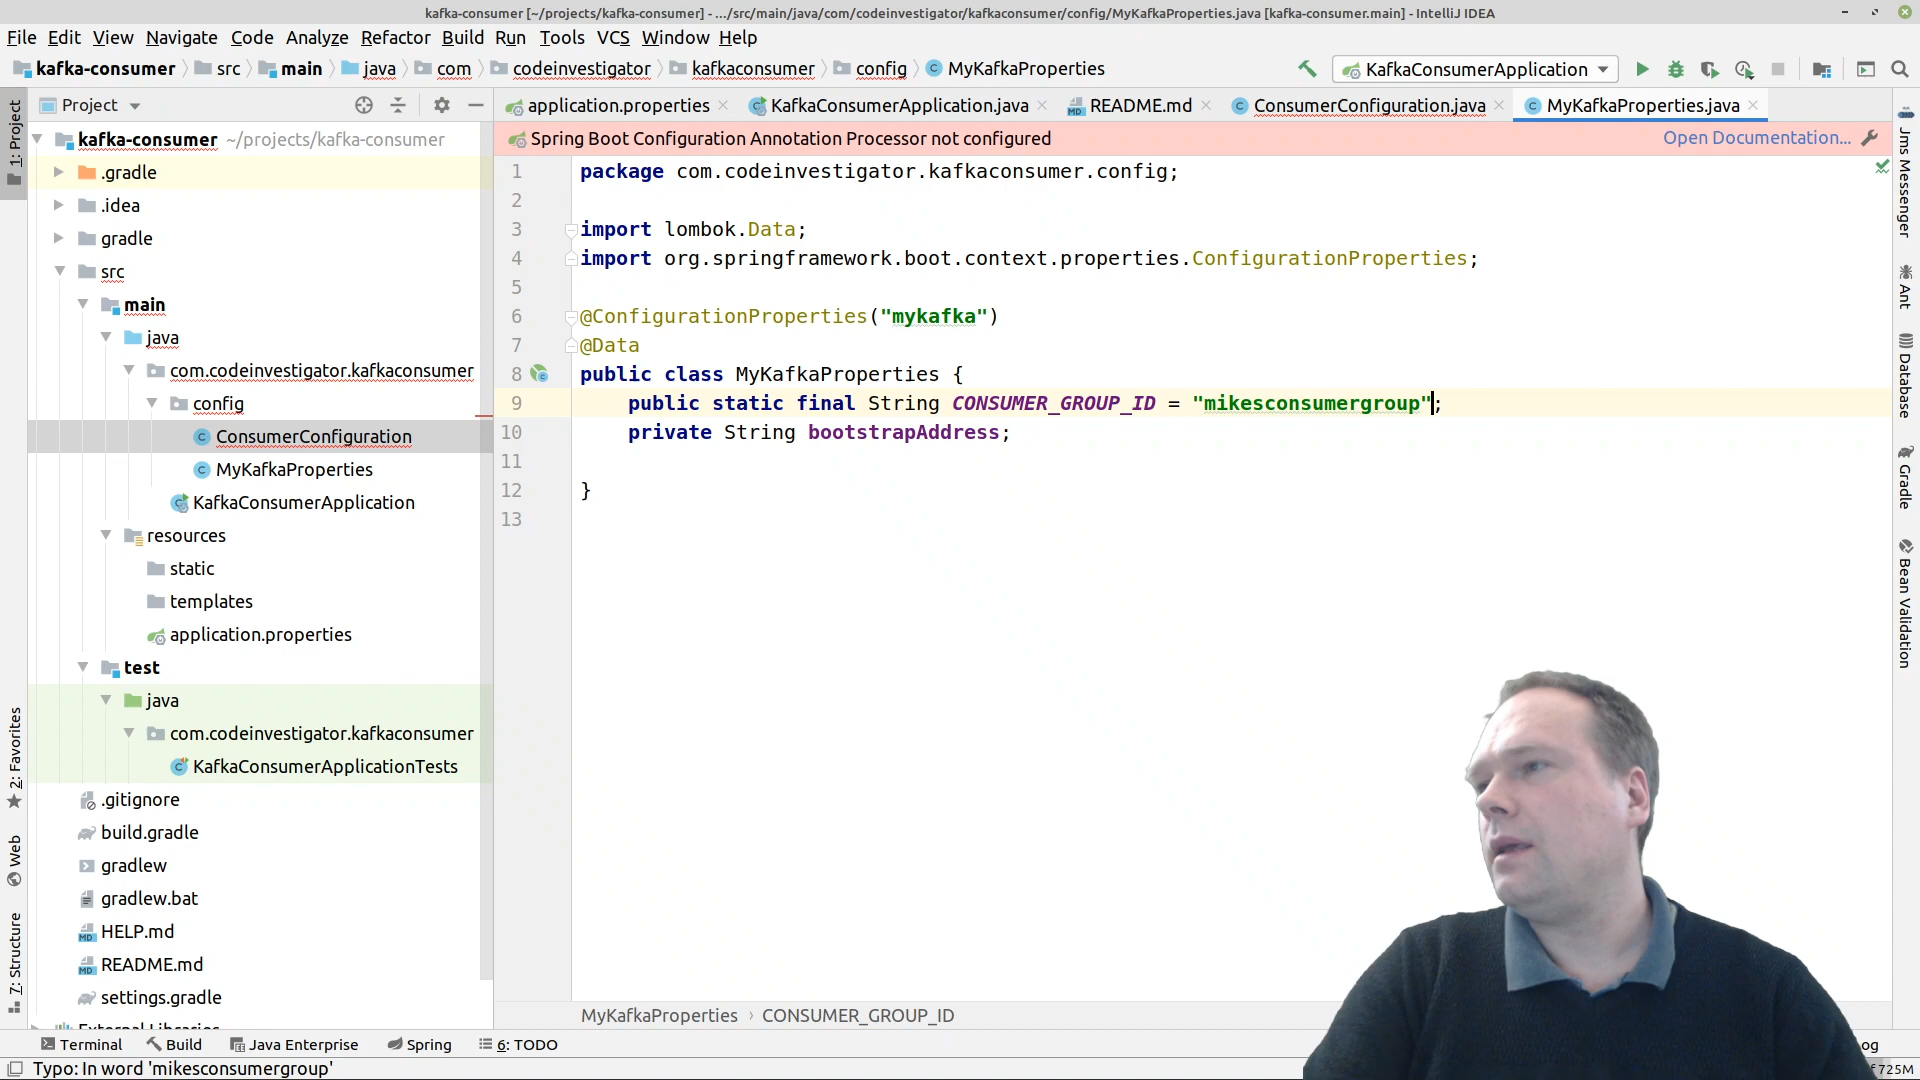 kafka-consumer [~/projects/kafka-consumer] - .../src/main/java/com/codeinvestigator/kafkaconsumer/config/MyKafkaProperties.java [kafka-consumer.main] - IntelliJ IDEA
File Edit View Navigate Code Analyze Refactor Build Run Tools VCS Window Help
kafka-consumer src main java com codeinvestigator kafkaconsumer config MyKafkaProperties
KafkaConsumerApplication
1: Project
Project
application.properties KafkaConsumerApplication.java README.md ConsumerConfiguration.java MyKafkaProperties.java
Spring Boot Configuration Annotation Processor not configured Open Documentation...
kafka-consumer ~/projects/kafka-consumer
.gradle
.idea
gradle
src
main
java
com.codeinvestigator.kafkaconsumer
config
ConsumerConfiguration
MyKafkaProperties
KafkaConsumerApplication
resources
static
templates
application.properties
test
java
com.codeinvestigator.kafkaconsumer
KafkaConsumerApplicationTests
.gitignore
build.gradle
gradlew
gradlew.bat
HELP.md
README.md
settings.gradle
External Libraries
1 package com.codeinvestigator.kafkaconsumer.config;
2
3 import lombok.Data;
4 import org.springframework.boot.context.properties.ConfigurationProperties;
5
6 @ConfigurationProperties("mykafka")
7 @Data
8 public class MyKafkaProperties {
9 public static final String CONSUMER_GROUP_ID = "mikesconsumergroup";
10 private String bootstrapAddress;
11
12 }
13
MyKafkaProperties › CONSUMER_GROUP_ID
2: Favorites
Web
7: Structure
Jms Messenger
Ant
Database
Gradle
Bean Validation
Terminal Build Java Enterprise Spring 6: TODO og
Typo: In word 'mikesconsumergroup' 725M